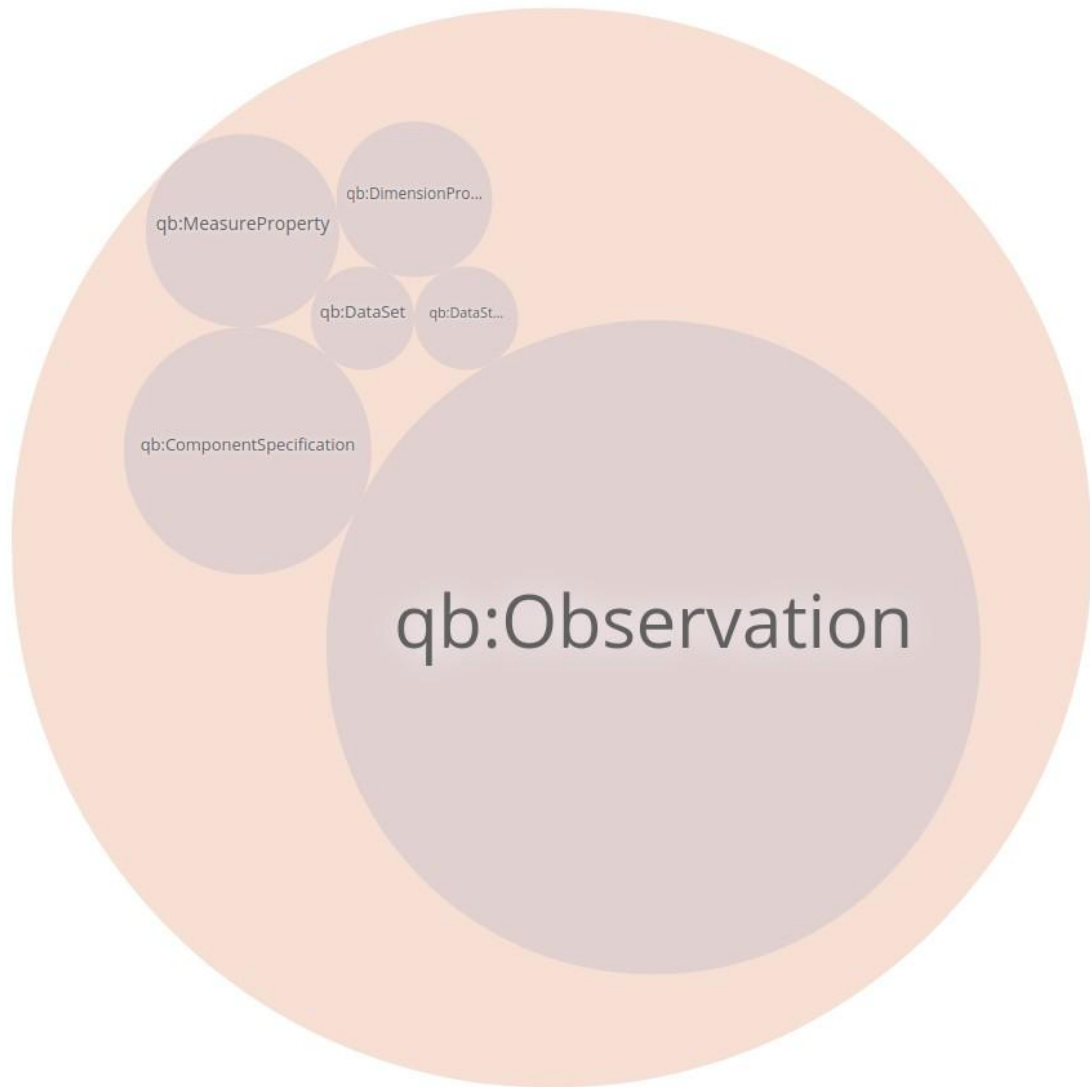 qb:DimensionPro...
qb:MeasureProperty
qb:DataSet
qb:DataSt...
qb:ComponentSpecification
qb:Observation